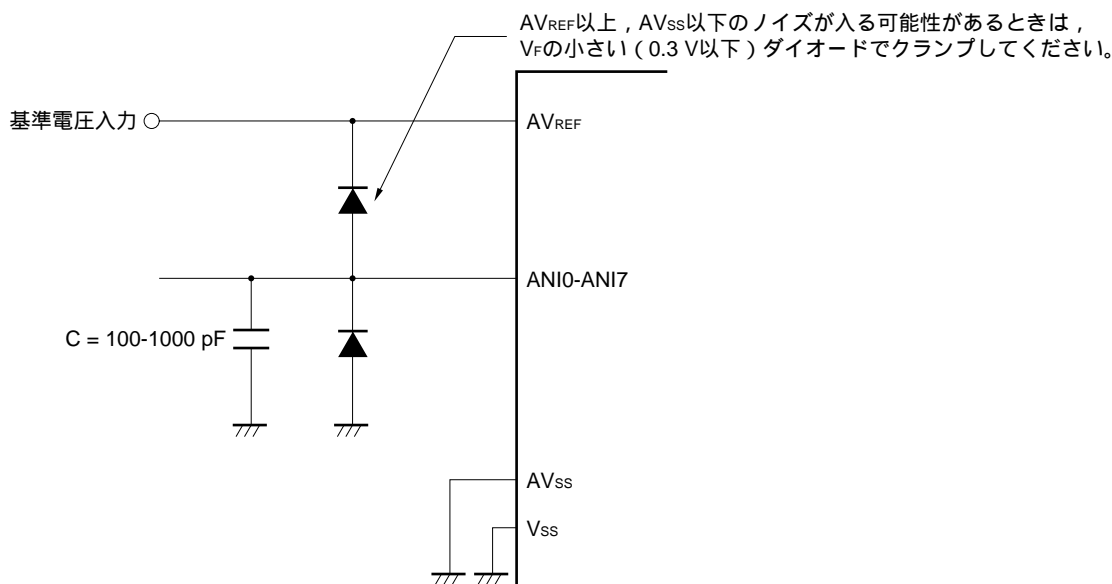 AVREF以上，AVSS以下のノイズが入る可能性があるときは，
VFの小さい（0.3 V以下）ダイオードでクランプしてください。
基準電圧入力
AVREF
ANI0-ANI7
C = 100-1000 pF
AVSS
VSS